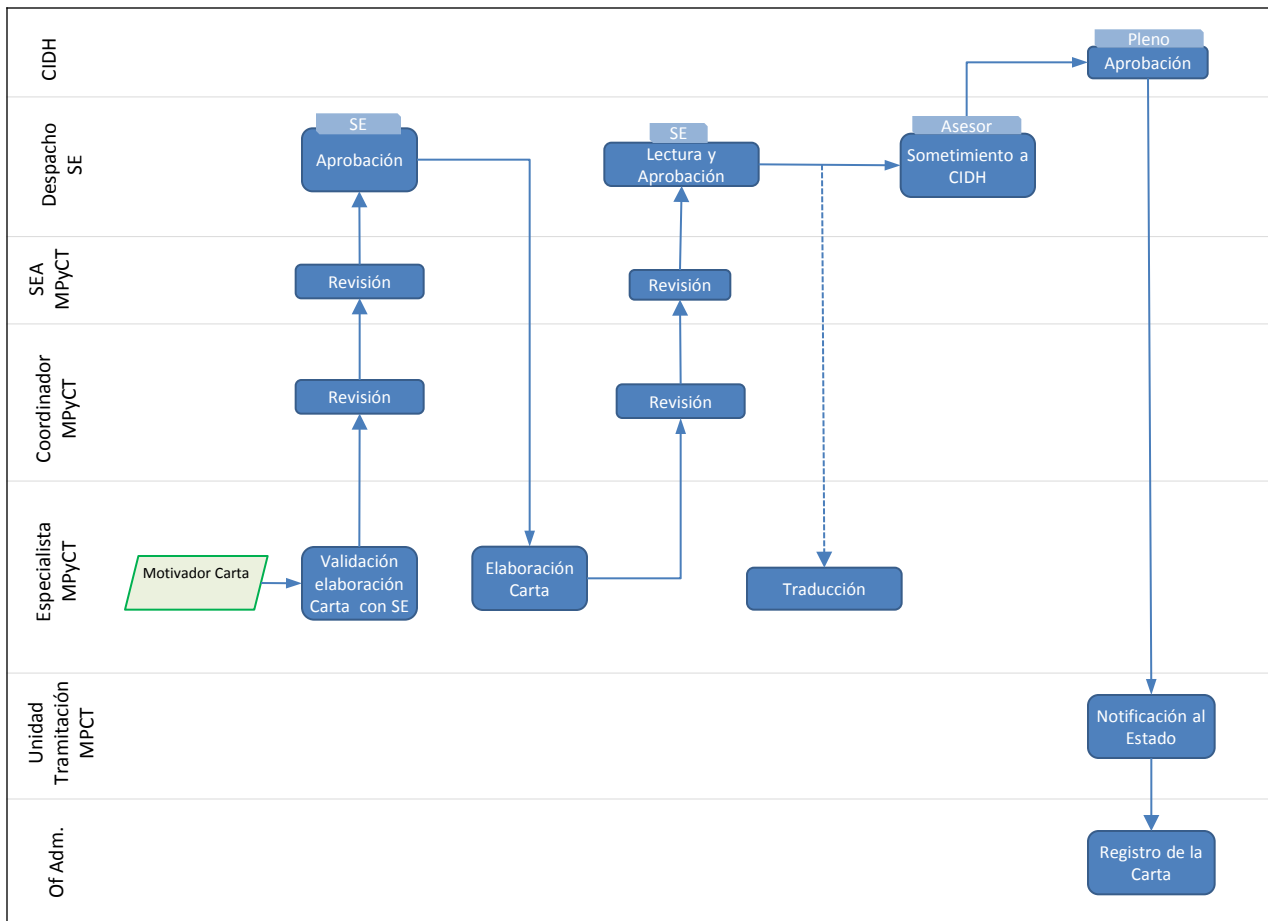 CIDH
Pleno
Aprobación
Despacho
SE
SE
Aprobación
SE
Lectura y
Aprobación
Asesor
Sometimiento a
CIDH
SEA
MPyCT
Revisión
Revisión
Coordinador
MPyCT
Revisión
Revisión
Especialista
MPyCT
Motivador Carta
Validación
elaboración
Carta con SE
Elaboración
Carta
Traducción
Unidad
Tramitación
MPCT
Notificación al
Estado
Of Adm.
Registro de la
Carta